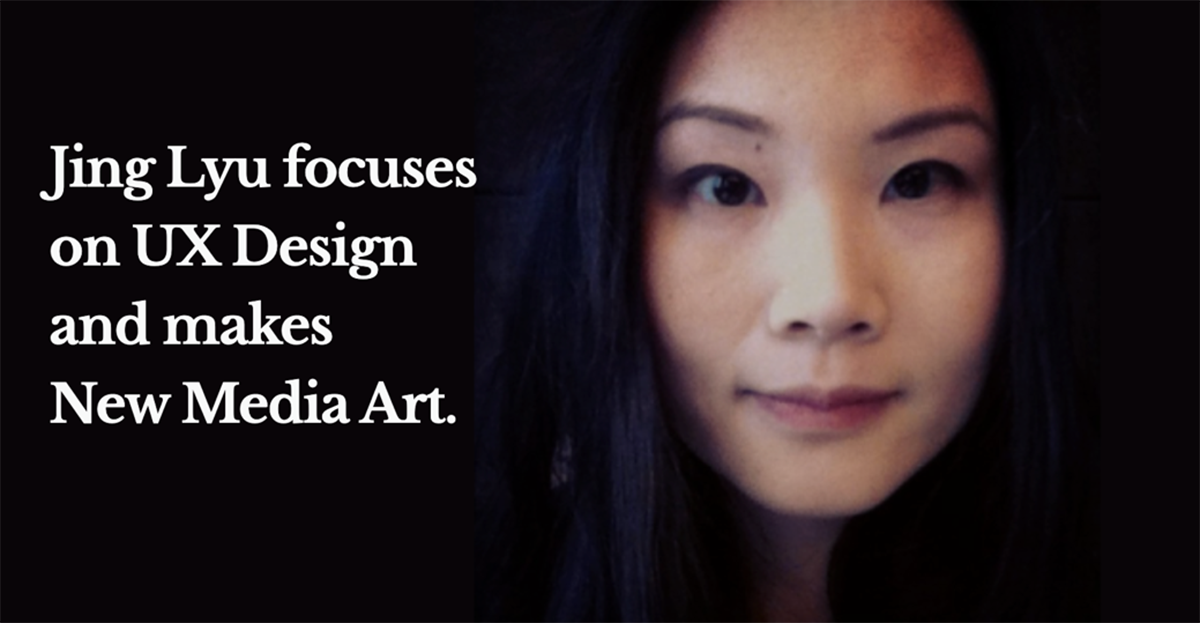 Jing Lyu focuses
on UX Design
and makes
New Media Art.